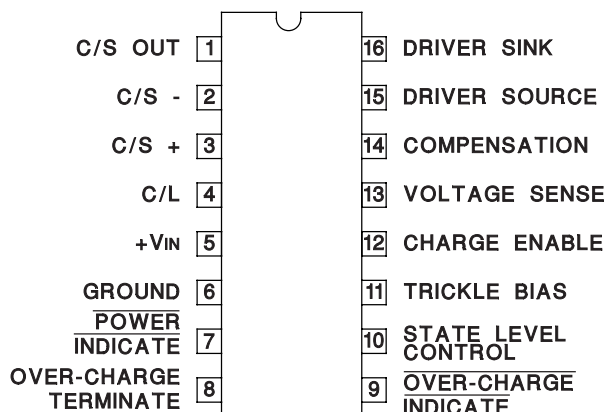 C/S OUT 1 16 DRIVER SINK
C/S - 2 15 DRIVER SOURCE
C/S + 3 14 COMPENSATION
C/L 4 13 VOLTAGE SENSE
+VIN 5 12 CHARGE ENABLE
GROUND 6 11 TRICKLE BIAS
POWER
INDICATE 7 10 STATE LEVEL
CONTROL
OVER-CHARGE
TERMINATE 8 9 OVER-CHARGE
INDICATE